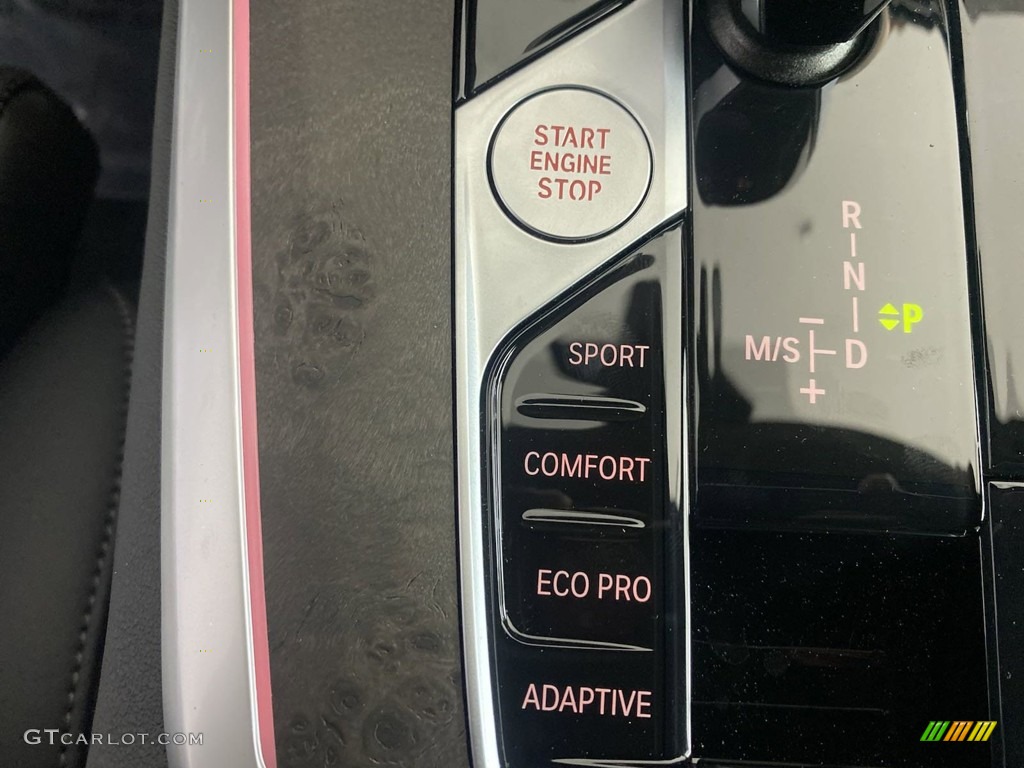 START
ENGINE
STOP
R
N
P
M/S
D
+
SPORT
COMFORT
ECO PRO
ADAPTIVE
GTCARLOT.COM